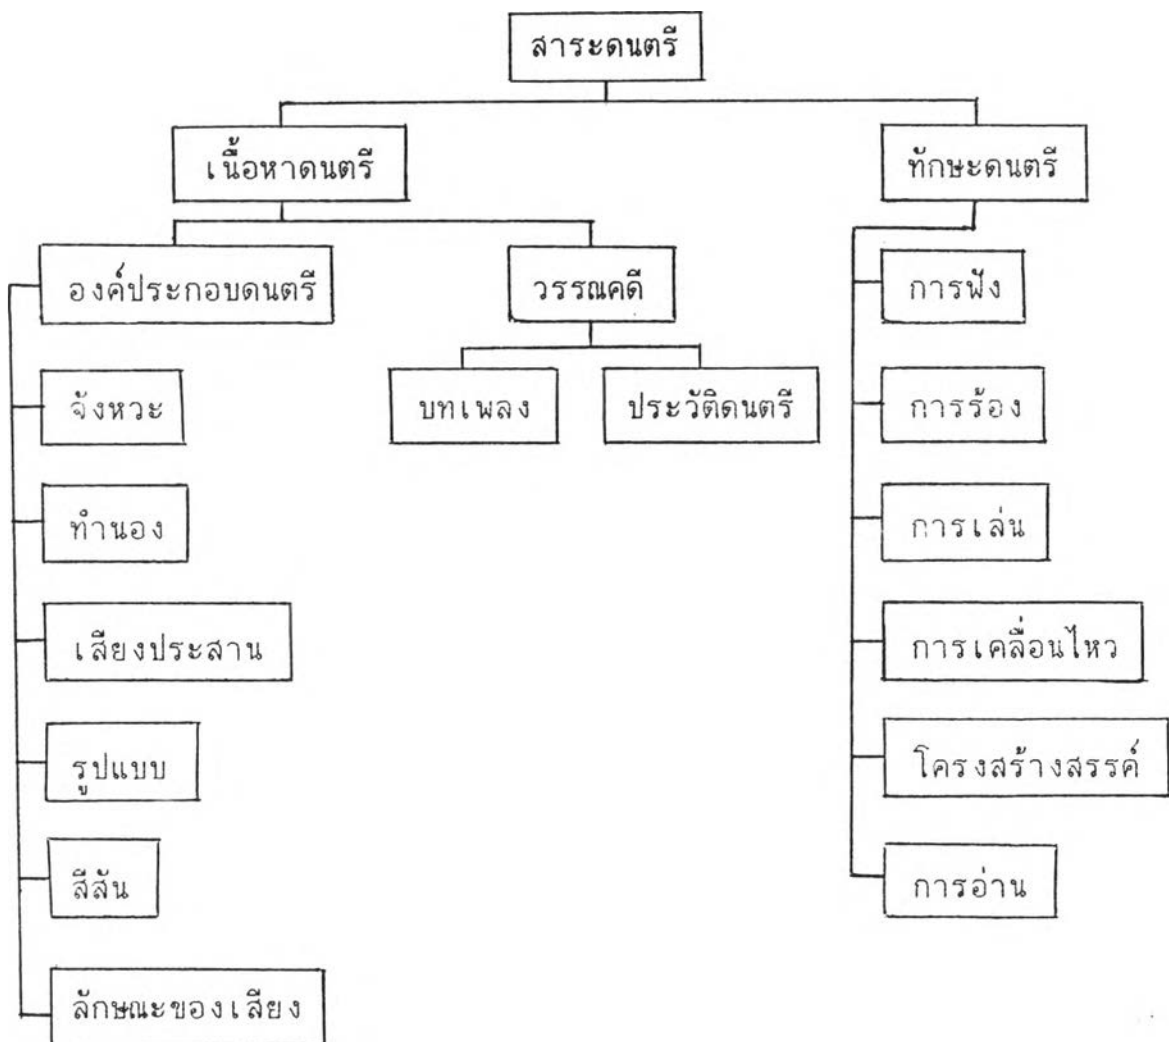 สาระดนตรี
เนื้อหาดนตรี
ทักษะดนตรี
องค์ประกอบดนตรี
วรรณคดี
การฟัง
จังหวะ
บทเพลง
ประวัติดนตรี
การร้อง
ทำนอง
การเล่น
เสียงประสาน
การเคลื่อนไหว
รูปแบบ
โครงสร้างสรรค์
สีสัน
การอ่าน
ลักษณะของเสียง